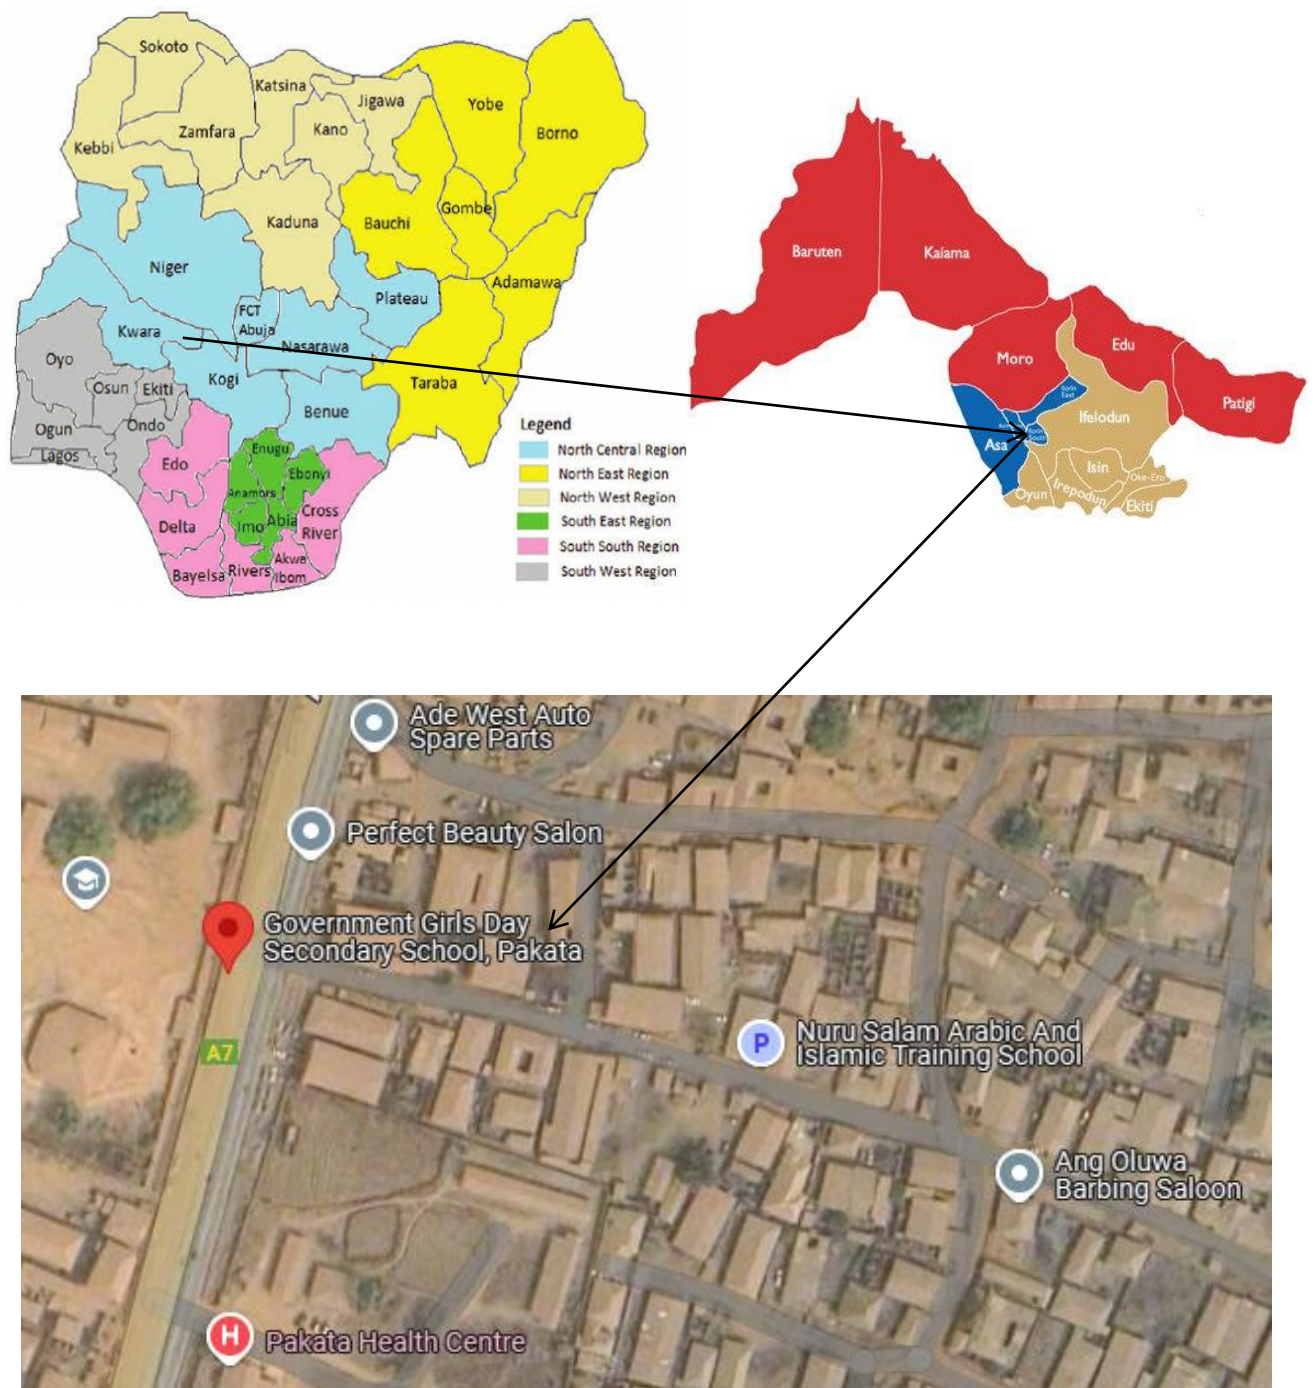 Sokoto
Katsina
Jigawa
Yobe
Borno
Zamfara
Kano
Kebbi
Kaduna
Bauchi
Gombe
Adamawa
Niger
Plateau
FCT
Abuja
Kwara
Nasarawa
Oyo
Kogi
Taraba
Osun
Ekiti
Benue
Ogun
Ondo
Lagos
Edo
Enugu
Ebonyi
Anambra
Imo
Abia
Cross
River
Delta
Bayelsa
Rivers
Akwa
Ibom
Legend
North Central Region
North East Region
North West Region
South East Region
South South Region
South West Region
Baruten
Kaiama
Moro
Edu
Patigi
Ilorin
East
Ifelodun
Asa
Ilorin
South
Isin
Oke-Ero
Oyun
Irepodun
Ekiti
Ade West Auto
Spare Parts
Perfect Beauty Salon
Government Girls Day
Secondary School, Pakata
A7
P
Nuru Salam Arabic And
Islamic Training School
Ang Oluwa
Barbing Saloon
H
Pakata Health Centre